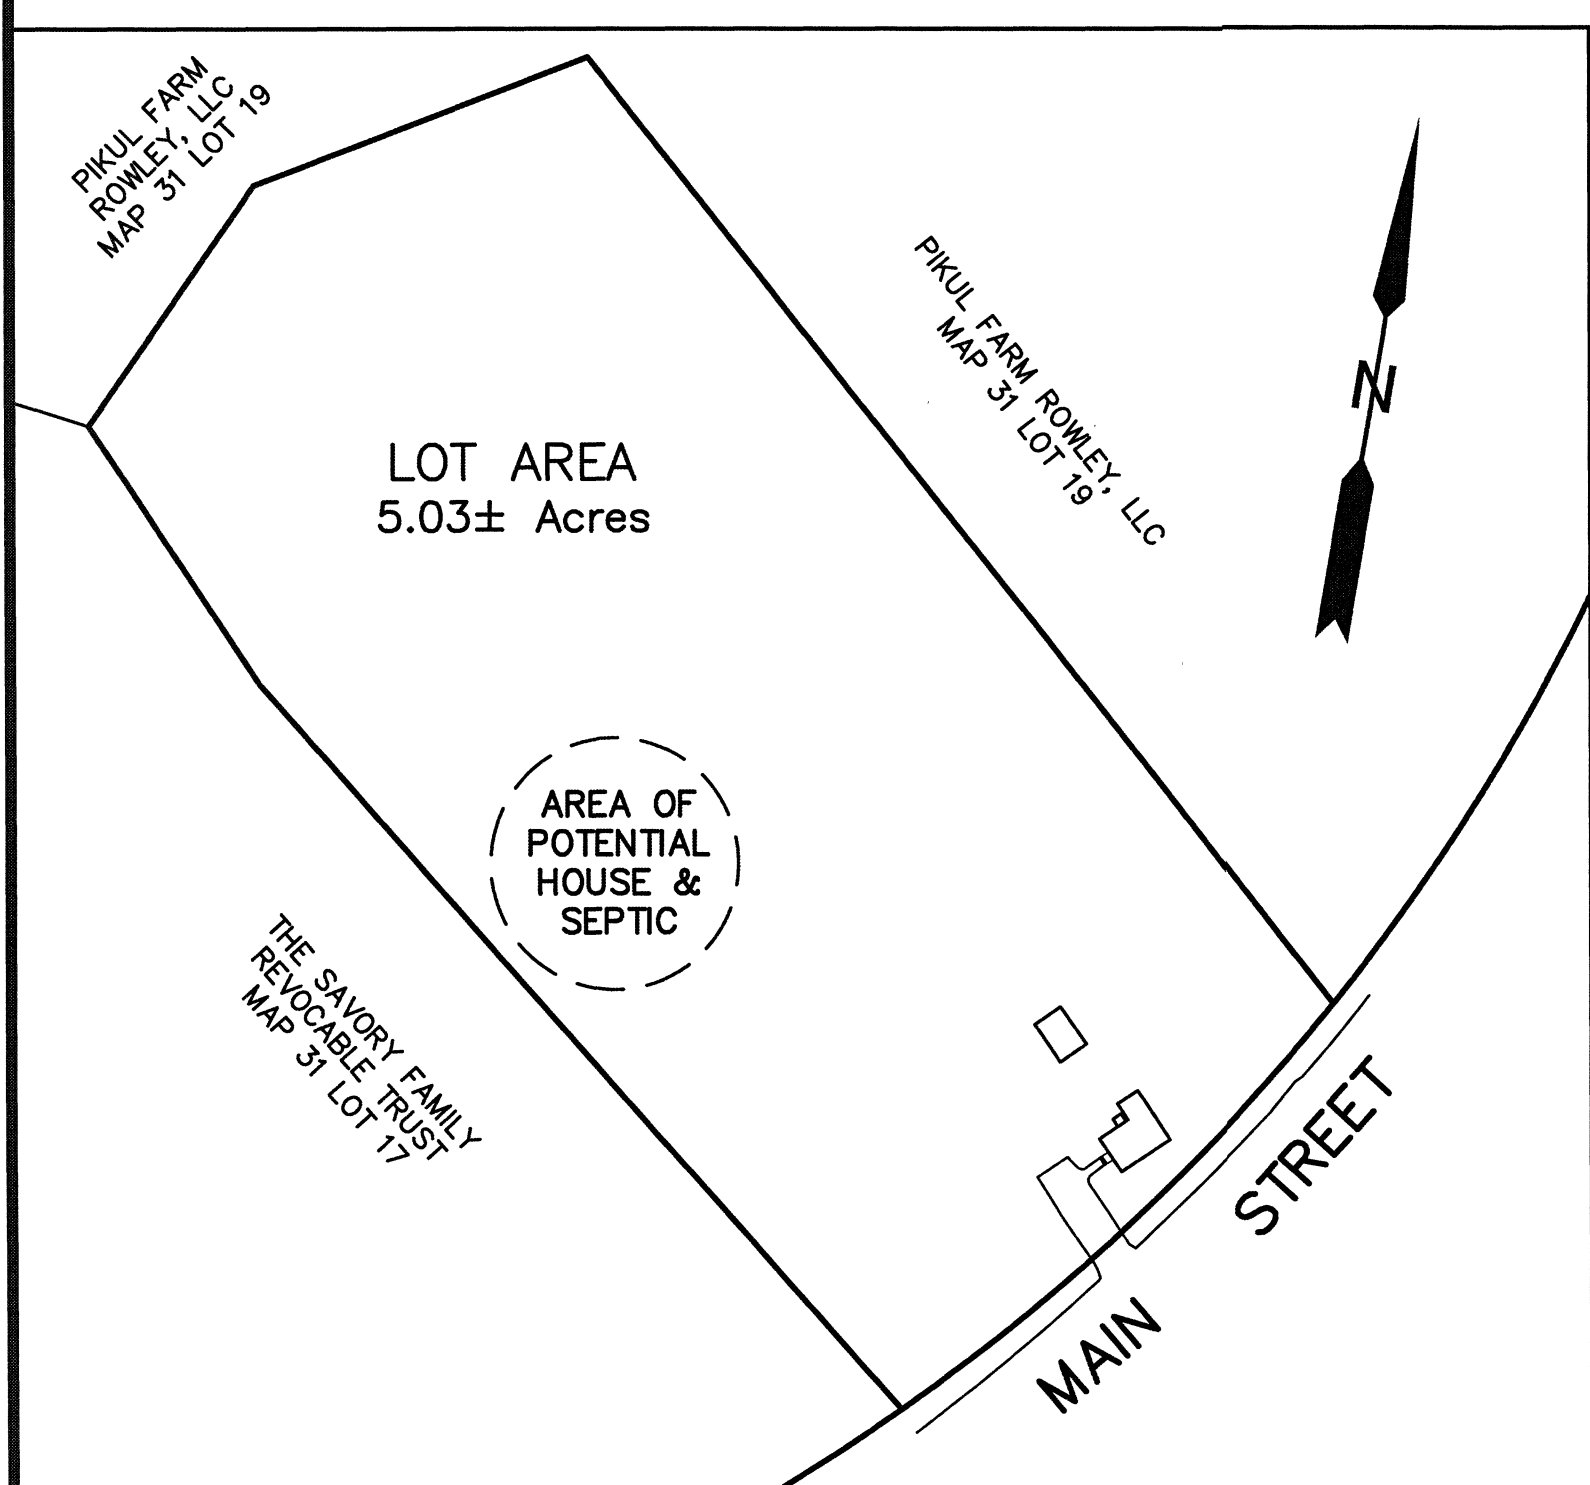 PIKUL FARM
ROWLEY, LLC
MAP 31 LOT 19
PIKUL FARM ROWLEY, LLC
MAP 31 LOT 19
N
LOT AREA
5.03± Acres
AREA OF
POTENTIAL
HOUSE &
SEPTIC
THE SAVORY FAMILY
REVOCABLE TRUST
MAP 31 LOT 17
MAIN STREET